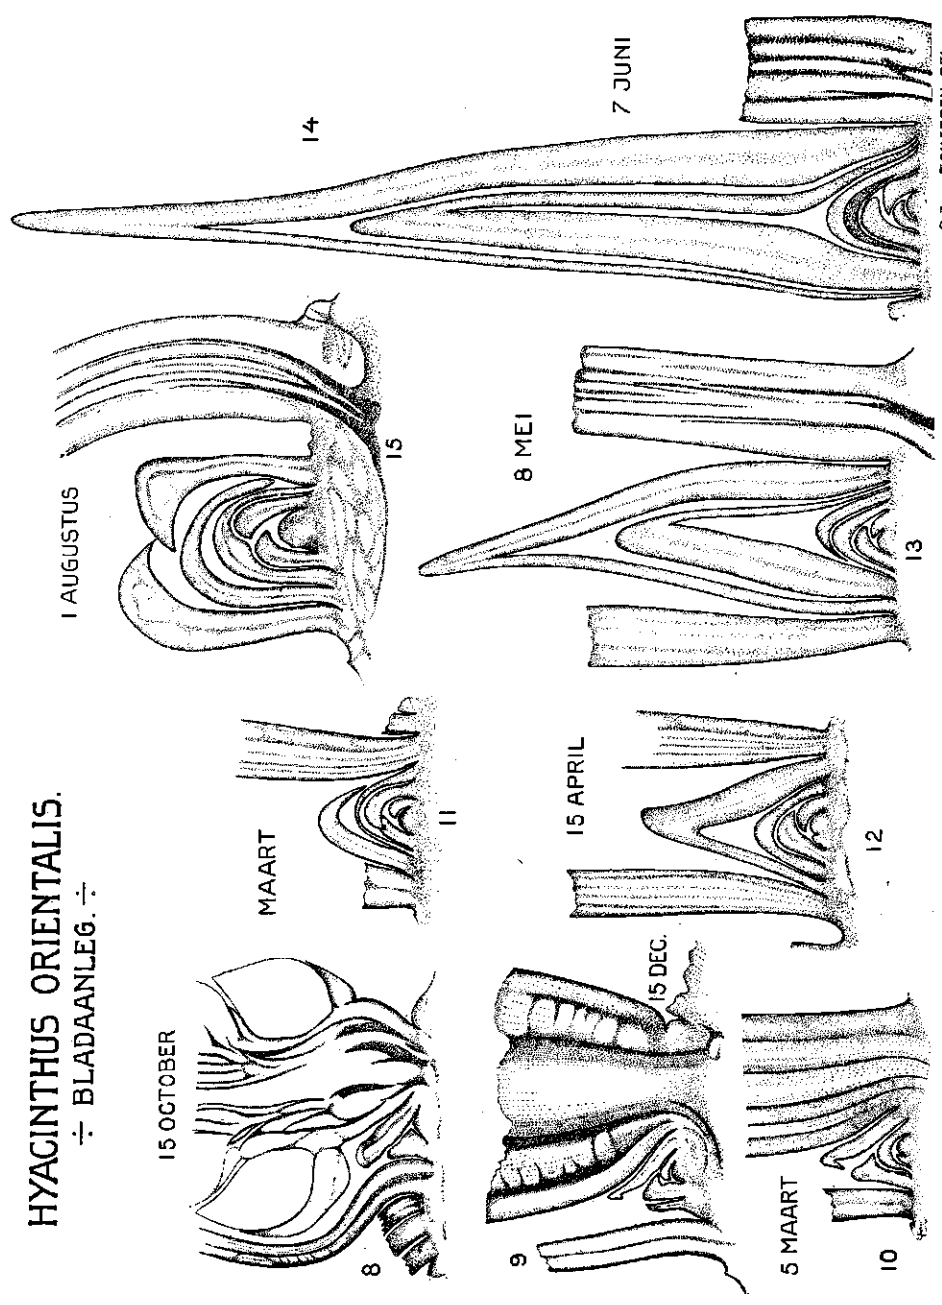 HYACINTHUS ORIENTALIS.
÷ BLADAANLEG. ÷
15 OCTOBER
8
9
15 DEC.
5 MAART
10
MAART
11
15 APRIL
12
1 AUGUSTUS
15
8 MEI
13
14
7 JUNI